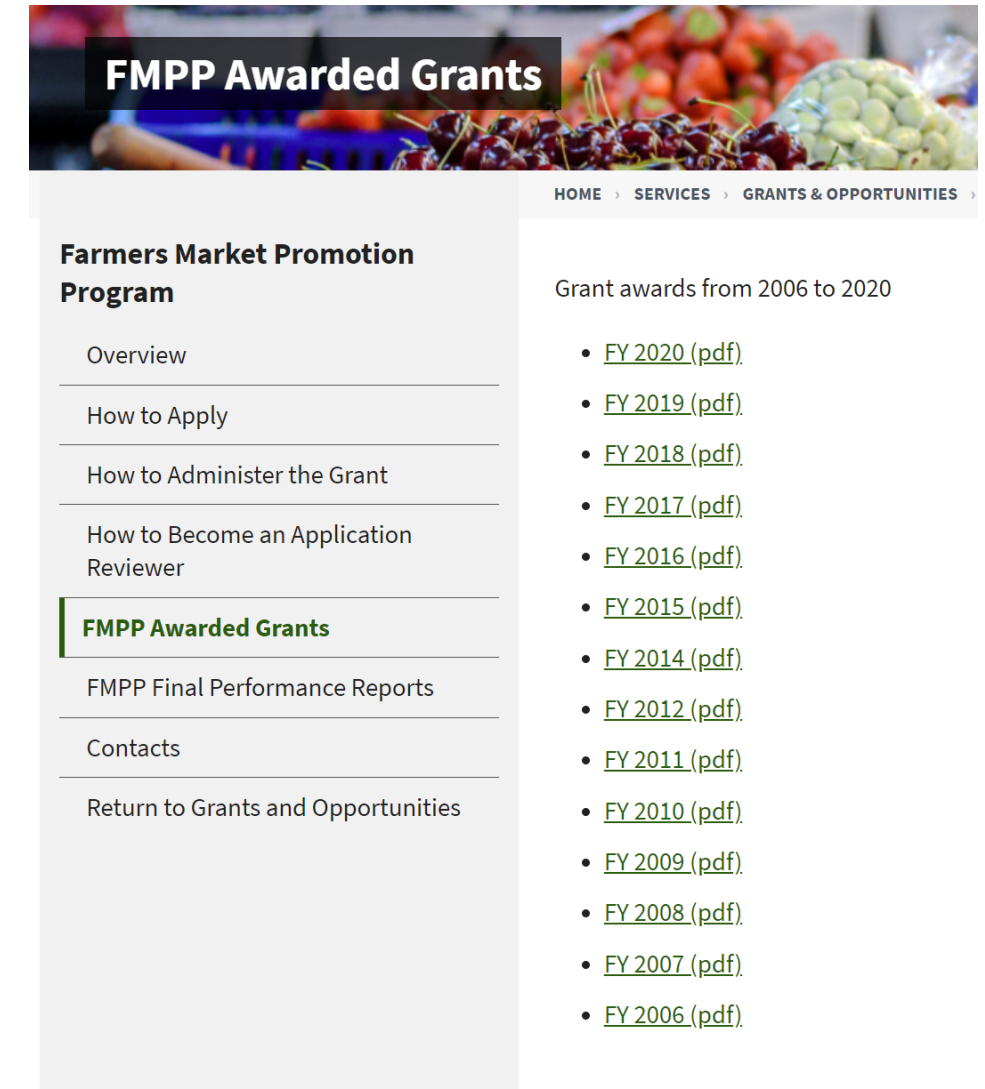 FMPP Awarded Grants
HOME › SERVICES › GRANTS & OPPORTUNITIES ›
Farmers Market Promotion
Program
Overview
How to Apply
How to Administer the Grant
How to Become an Application
Reviewer
FMPP Awarded Grants
FMPP Final Performance Reports
Contacts
Return to Grants and Opportunities
Grant awards from 2006 to 2020
• FY 2020 (pdf)
• FY 2019 (pdf)
• FY 2018 (pdf)
• FY 2017 (pdf)
• FY 2016 (pdf)
• FY 2015 (pdf)
• FY 2014 (pdf)
• FY 2012 (pdf)
• FY 2011 (pdf)
• FY 2010 (pdf)
• FY 2009 (pdf)
• FY 2008 (pdf)
• FY 2007 (pdf)
• FY 2006 (pdf)